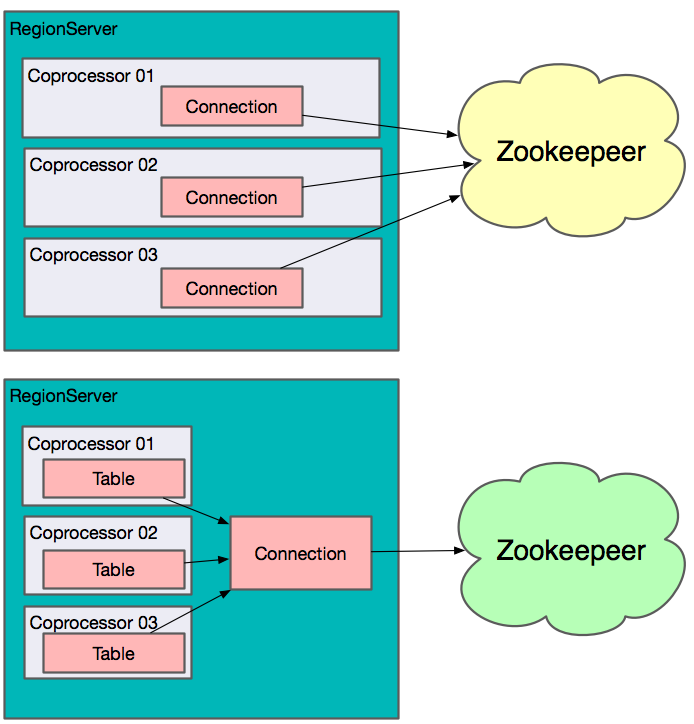 RegionServer
Coprocessor 01
Connection
Coprocessor 02
Connection
Coprocessor 03
Connection
Zookeepeer
RegionServer
Coprocessor 01
Table
Coprocessor 02
Table
Coprocessor 03
Table
Connection
Zookeepeer